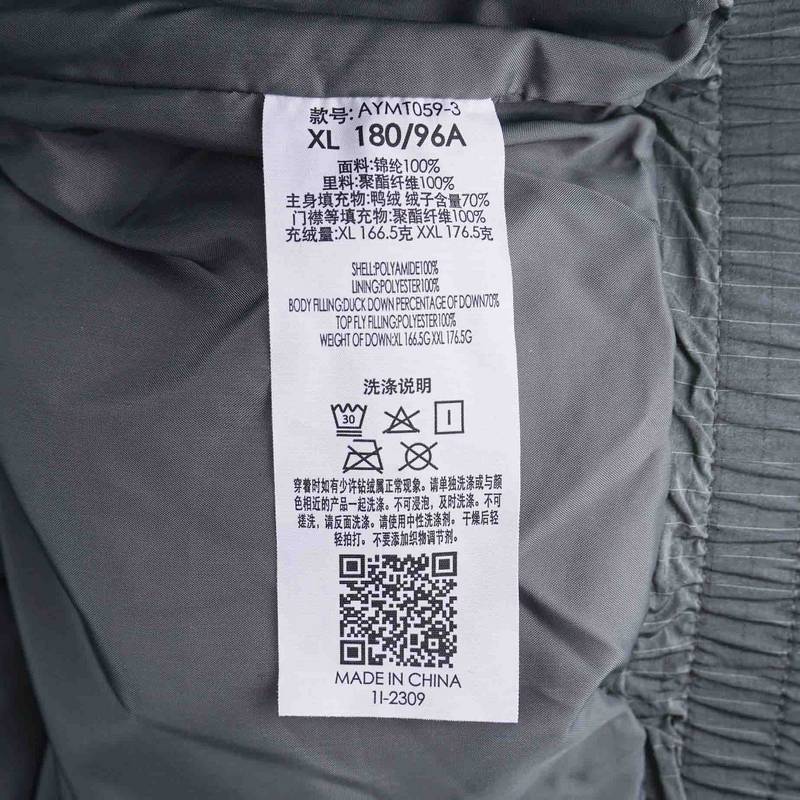 款号: AYMT059-3
XL 180/96A
面料:锦纶100%
里料:聚酯纤维100%
主身填充物:鸭绒 绒子含量70%
门襟等填充物:聚酯纤维100%
充绒量:XL 166.5克 XXL 176.5克
SHELL:POLYAMIDE100%
LINING:POLYESTER100%
BODY FILLING:DUCK DOWN PERCENTAGE OF DOWN70%
TOP FLY FILLING:POLYESTER100%
WEIGHT OF DOWN:XL 166.5G XXL 176.5G
洗涤说明
30
穿着时如有少许钻绒属正常现象。请单独洗涤或与颜
色相近的产品一起洗涤。不可浸泡，及时洗涤。不可
搓洗，请反面洗涤。请使用中性洗涤剂。干燥后轻
轻拍打。不要添加织物调节剂。
MADE IN CHINA
1I-2309